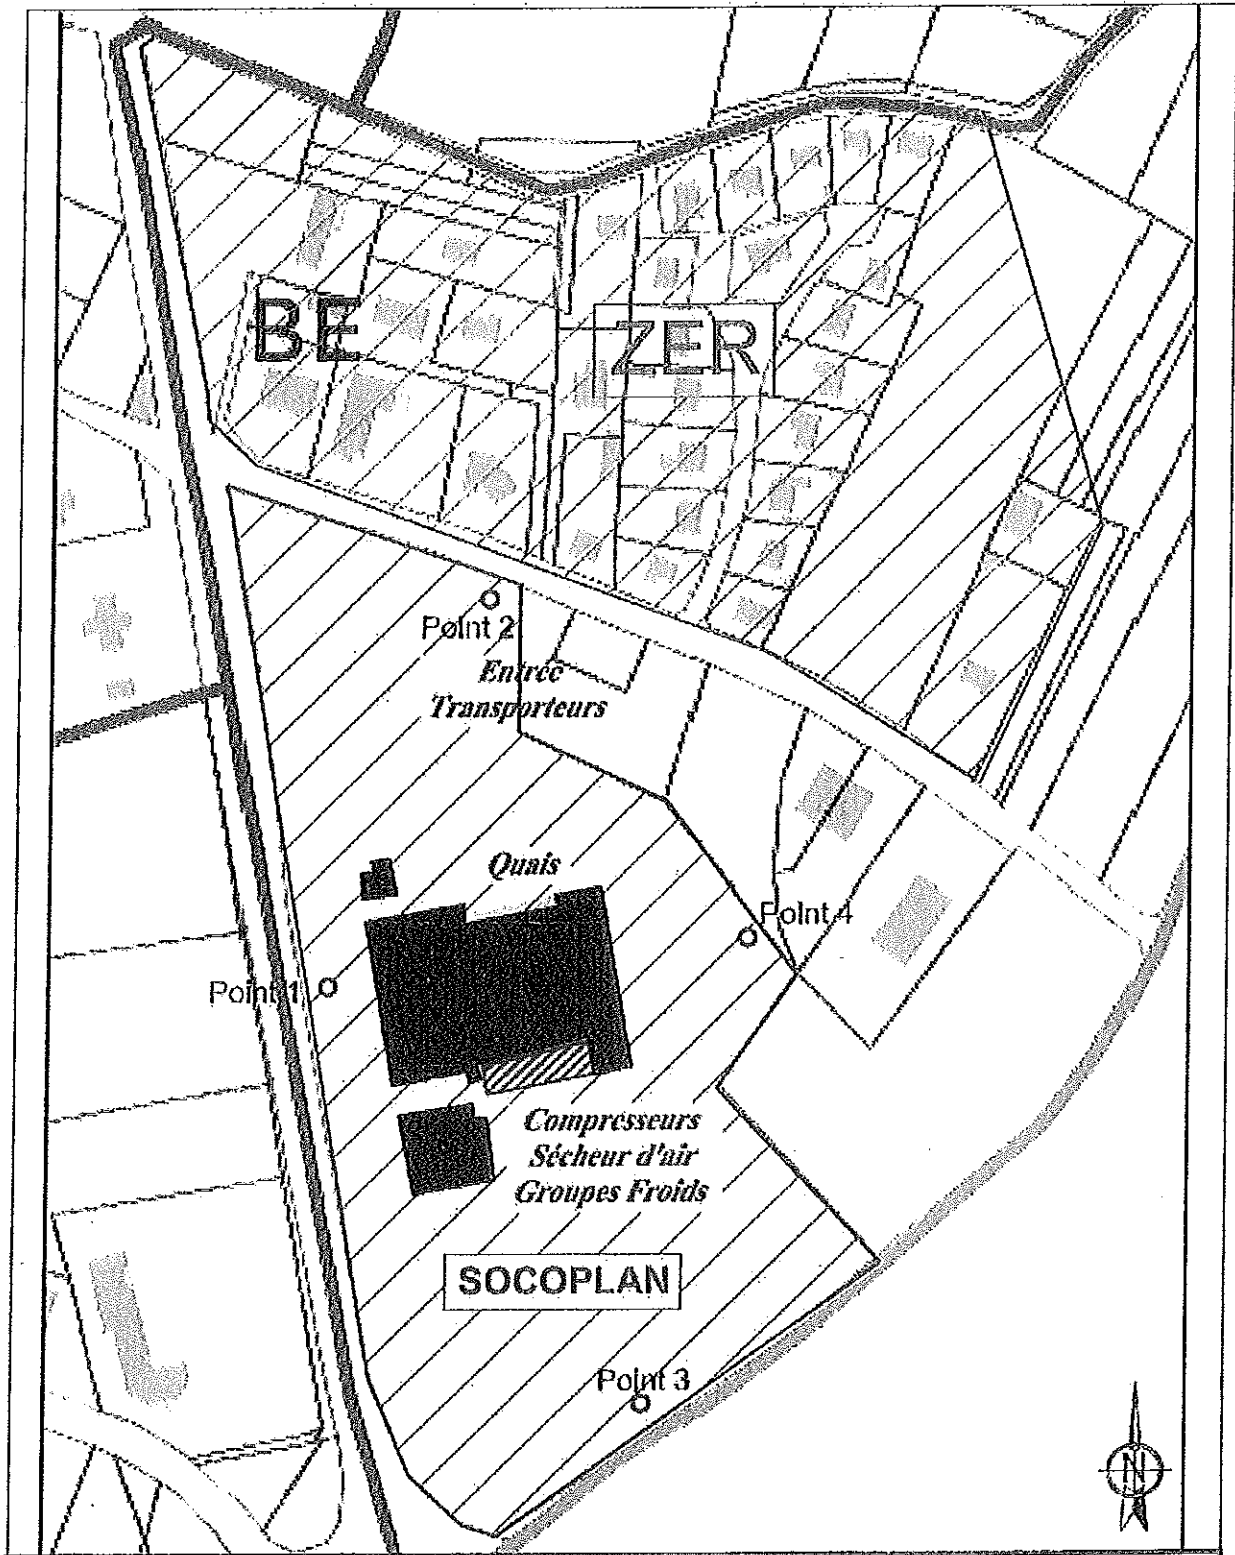 BE
ZER
Point 2
Entrée
Transporteurs
Quais
Point 4
Point 1
Compresseurs
Sécheur d'air
Groupes Froids
SOCOPLAN
Point 3
N